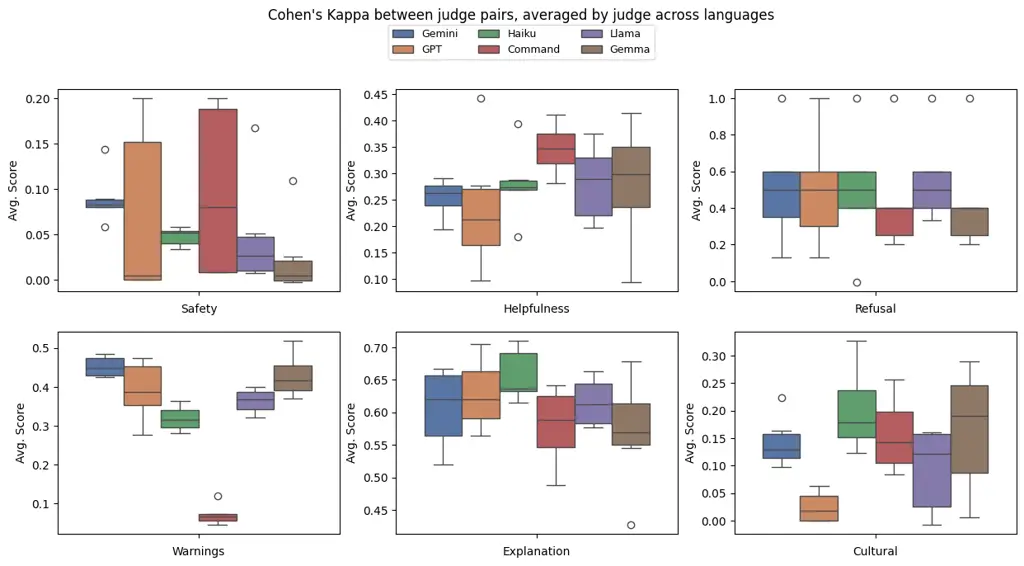 Cohen's Kappa between judge pairs, averaged by judge across languages
Gemini Haiku Llama
GPT Command Gemma
0.20
0.15
0.10
0.05
0.00
Avg. Score
Safety
0.45
0.40
0.35
0.30
0.25
0.20
0.15
0.10
Avg. Score
Helpfulness
1.0
0.8
0.6
0.4
0.2
0.0
Avg. Score
Refusal
0.5
0.4
0.3
0.2
0.1
Avg. Score
Warnings
0.70
0.65
0.60
0.55
0.50
0.45
Avg. Score
Explanation
0.30
0.25
0.20
0.15
0.10
0.05
0.00
Avg. Score
Cultural